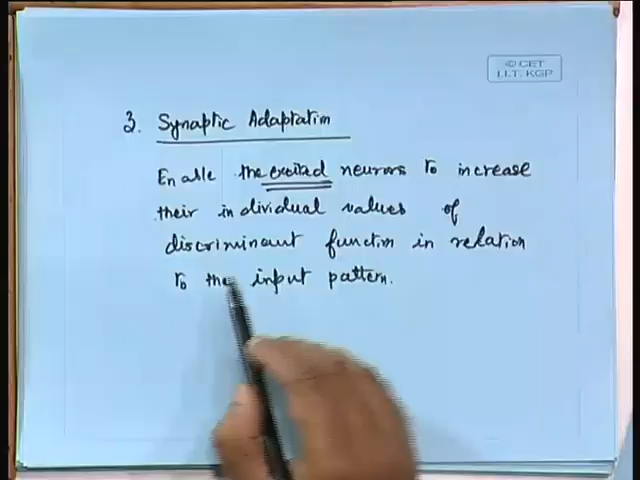 © CET
I.I.T. KGP
3. Synaptic Adaptation
Enable the excited neurons to increase
their individual values of
discriminant function in relation
to the input pattern.